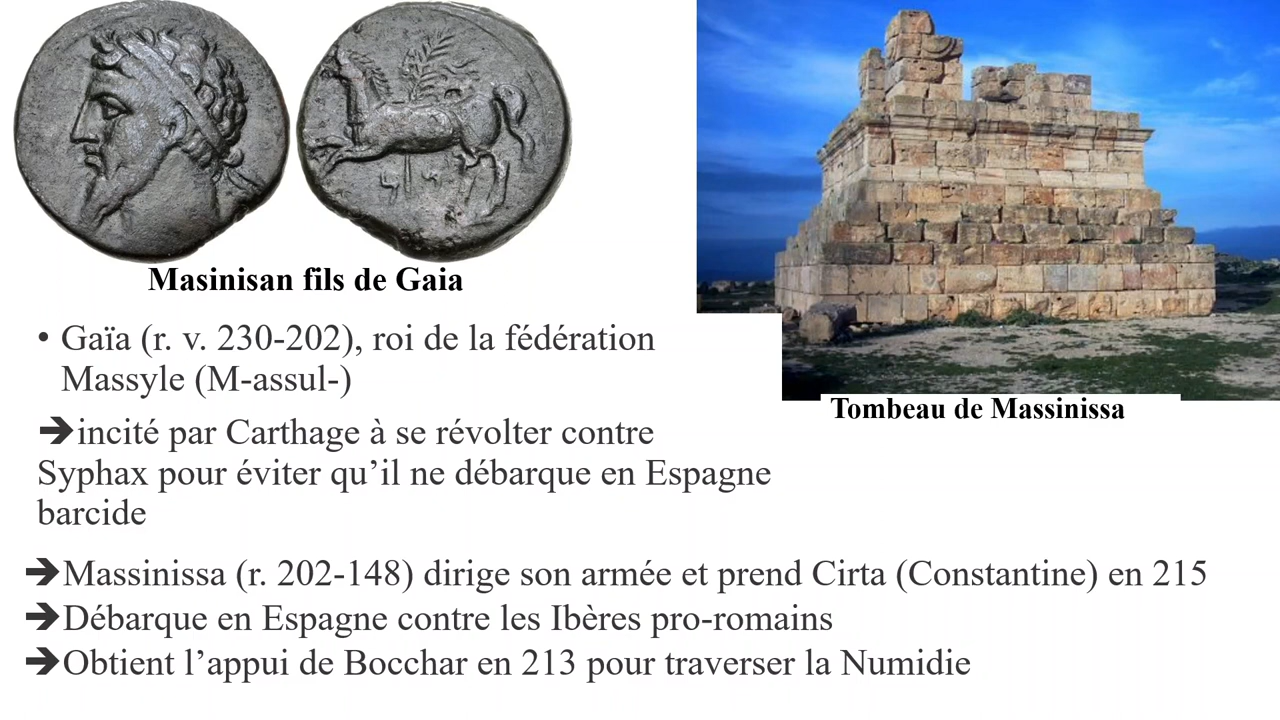 Masinisan fils de Gaia
Tombeau de Massinissa
• Gaïa (r. v. 230-202), roi de la fédération
Massyle (M-assul-)
➔incité par Carthage à se révolter contre
Syphax pour éviter qu’il ne débarque en Espagne
barcide
➔Massinissa (r. 202-148) dirige son armée et prend Cirta (Constantine) en 215
➔Débarque en Espagne contre les Ibères pro-romains
➔Obtient l’appui de Bocchar en 213 pour traverser la Numidie